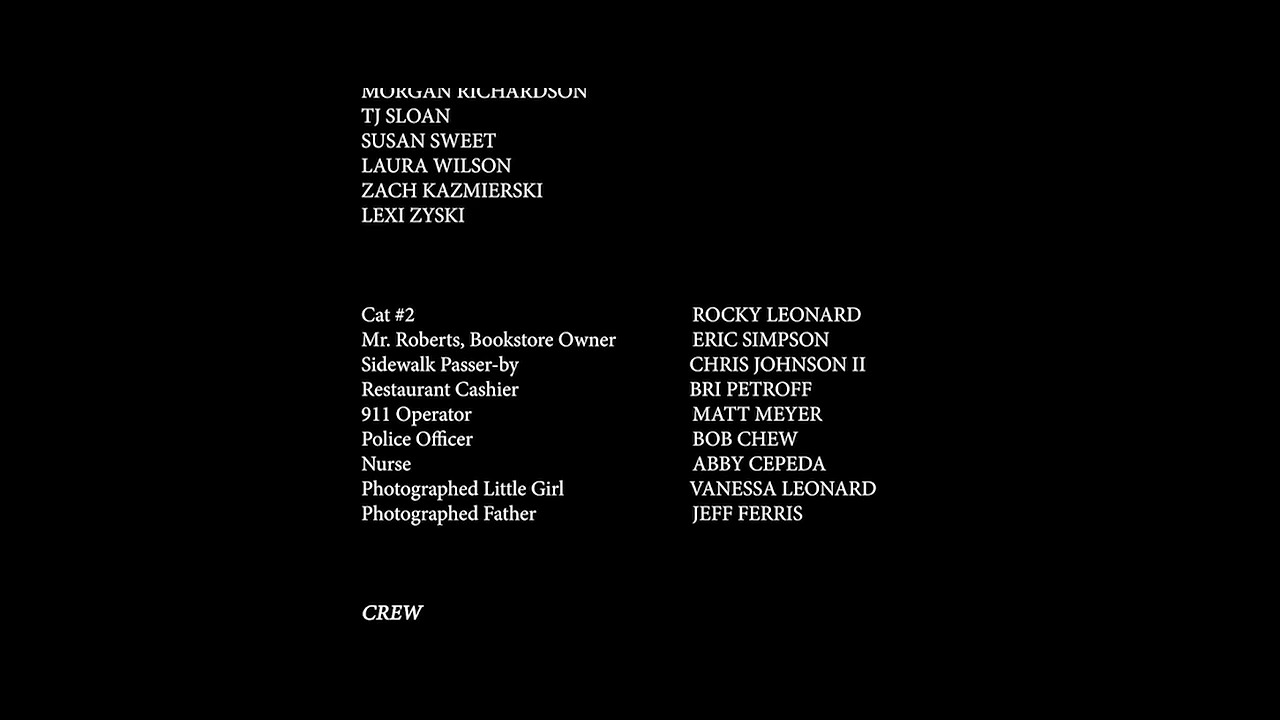 MORGAN RICHARDSON
TJ SLOAN
SUSAN SWEET
LAURA WILSON
ZACH KAZMIERSKI
LEXI ZYSKI
Cat #2 ROCKY LEONARD
Mr. Roberts, Bookstore Owner ERIC SIMPSON
Sidewalk Passer-by CHRIS JOHNSON II
Restaurant Cashier BRI PETROFF
911 Operator MATT MEYER
Police Officer BOB CHEW
Nurse ABBY CEPEDA
Photographed Little Girl VANESSA LEONARD
Photographed Father JEFF FERRIS
CREW